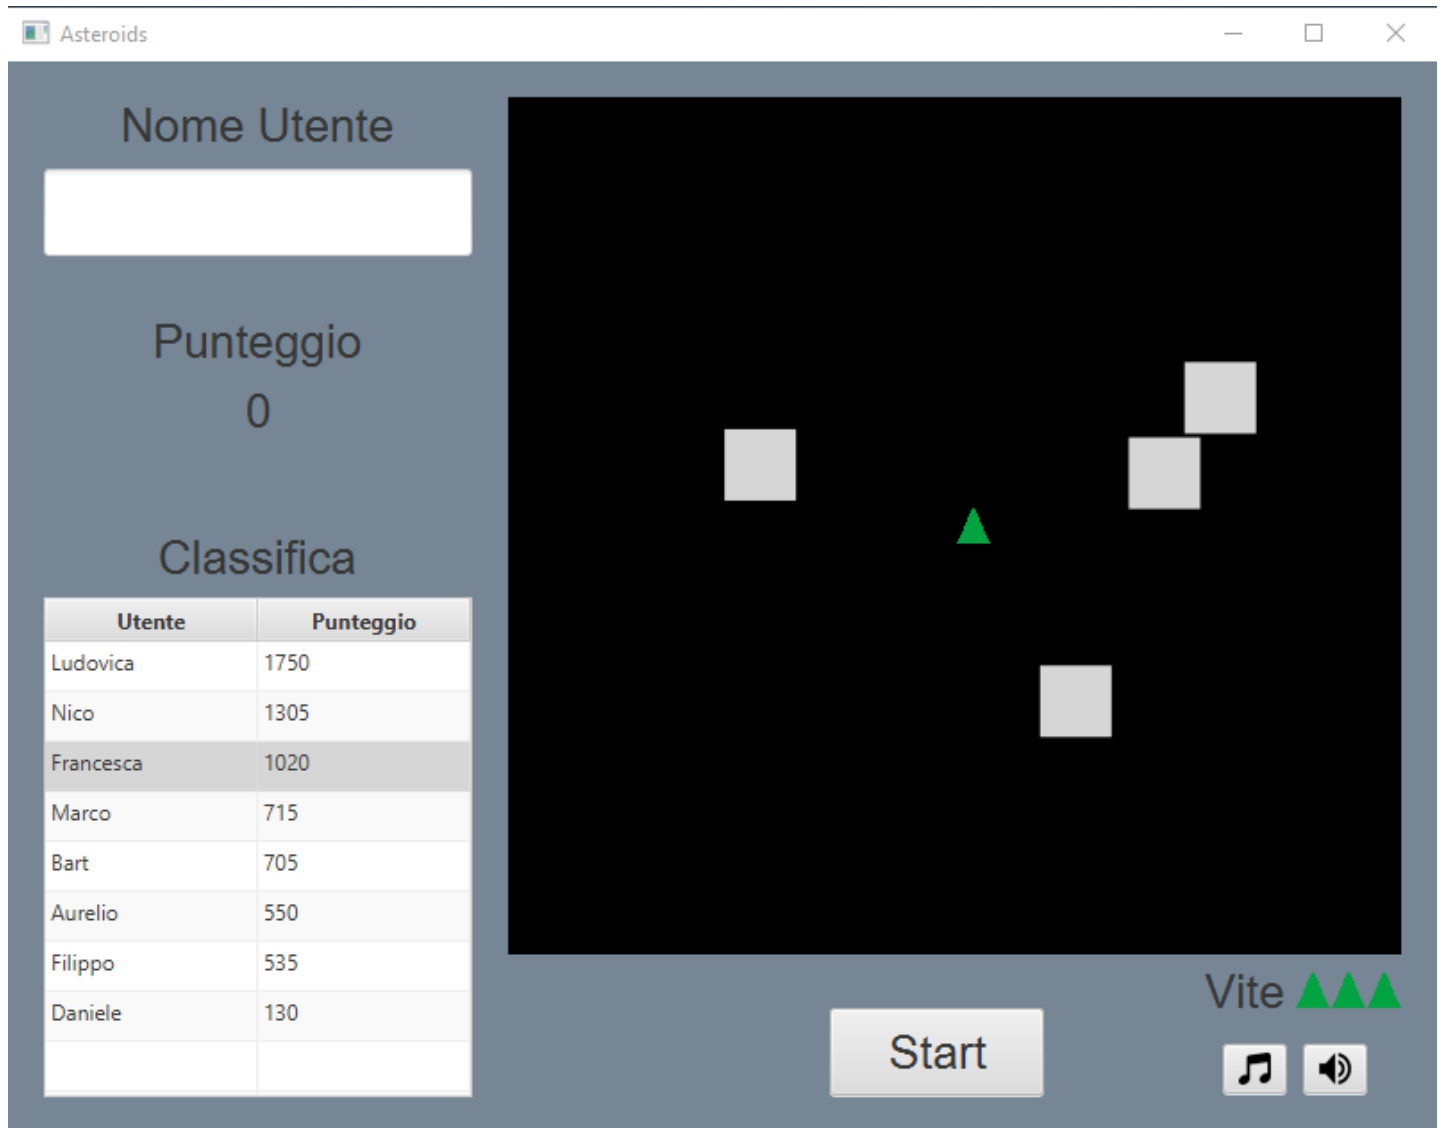 Asteroids
Nome Utente
Punteggio
0
Classifica
Utente Punteggio
Ludovica 1750
Nico 1305
Francesca 1020
Marco 715
Bart 705
Aurelio 550
Filippo 535
Daniele 130
Vite
Start